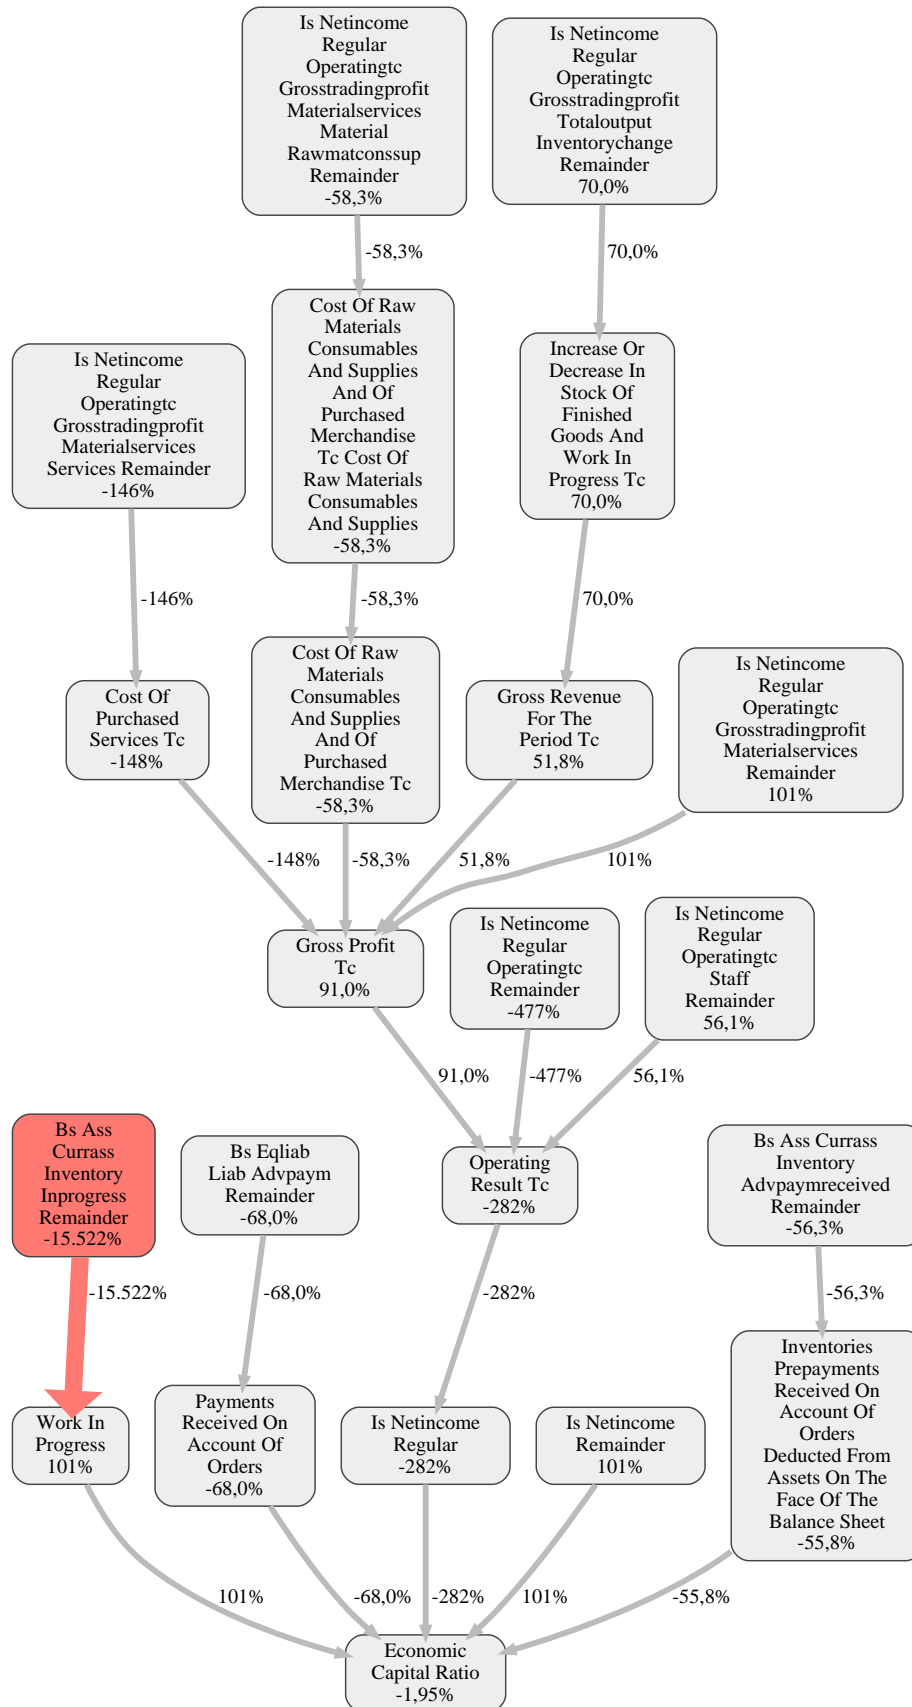 Is Netincome
Regular
Operatingtc
Grosstradingprofit
Materialservices
Material
Rawmatconssup
Remainder
-58,3%
Is Netincome
Regular
Operatingtc
Grosstradingprofit
Totaloutput
Inventorychange
Remainder
70,0%
-58,3%
70,0%
Is Netincome
Regular
Operatingtc
Grosstradingprofit
Materialservices
Services Remainder
-146%
Cost Of Raw
Materials
Consumables
And Supplies
And Of
Purchased
Merchandise
Tc Cost Of
Raw Materials
Consumables
And Supplies
-58,3%
Increase Or
Decrease In
Stock Of
Finished
Goods And
Work In
Progress Tc
70,0%
-146%
-58,3%
70,0%
Cost Of
Purchased
Services Tc
-148%
Cost Of Raw
Materials
Consumables
And Supplies
And Of
Purchased
Merchandise Tc
-58,3%
Gross Revenue
For The
Period Tc
51,8%
Is Netincome
Regular
Operatingtc
Grosstradingprofit
Materialservices
Remainder
101%
-148%
-58,3%
51,8%
101%
Gross Profit
Tc
91,0%
Is Netincome
Regular
Operatingtc
Remainder
-477%
Is Netincome
Regular
Operatingtc
Staff
Remainder
56,1%
91,0%
-477%
56,1%
Bs Ass
Currass
Inventory
Inprogress
Remainder
-15.522%
Bs Eqliab
Liab Advpaym
Remainder
-68,0%
Operating
Result Tc
-282%
Bs Ass Currass
Inventory
Advpaymreceived
Remainder
-56,3%
-15.522%
-68,0%
-282%
-56,3%
Work In
Progress
101%
Payments
Received On
Account Of
Orders
-68,0%
Is Netincome
Regular
-282%
Is Netincome
Remainder
101%
Inventories
Prepayments
Received On
Account Of
Orders
Deducted From
Assets On The
Face Of The
Balance Sheet
-55,8%
101%
-68,0%
-282%
101%
-55,8%
Economic
Capital Ratio
-1,95%